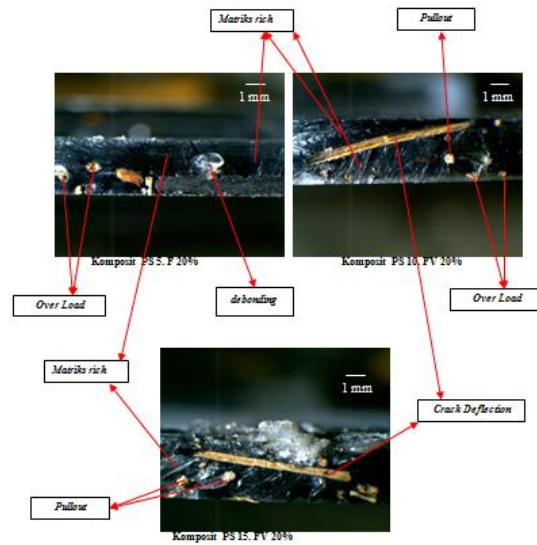 Matriks rich
Pullout
1 mm
1 mm
Komposit PS 5. F 20%
Komposit PS 10. FV 20%
Over Load
debonding
Over Load
Matriks rich
1 mm
Crack Deflection
Pullout
Komposit PS 15. FV 20%